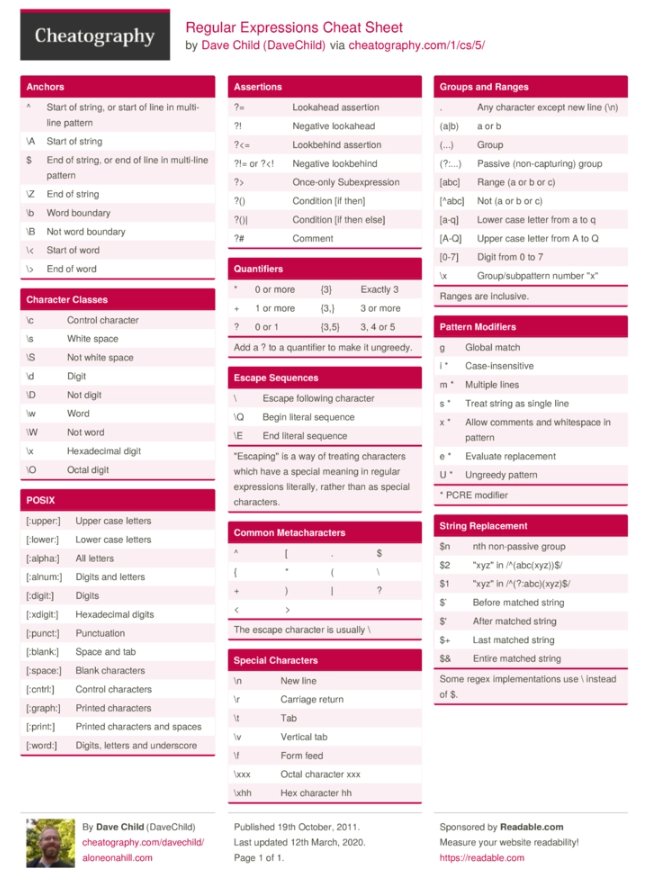 Cheatography
Regular Expressions Cheat Sheet
by Dave Child (DaveChild) via cheatography.com/1/cs/5/
Anchors
^ Start of string, or start of line in multi-
line pattern
\A Start of string
$ End of string, or end of line in multi-line
pattern
\Z End of string
\b Word boundary
\B Not word boundary
\< Start of word
\> End of word
Character Classes
\c Control character
\s White space
\S Not white space
\d Digit
\D Not digit
\w Word
\W Not word
\x Hexadecimal digit
\O Octal digit
POSIX
[:upper:] Upper case letters
[:lower:] Lower case letters
[:alpha:] All letters
[:alnum:] Digits and letters
[:digit:] Digits
[:xdigit:] Hexadecimal digits
[:punct:] Punctuation
[:blank:] Space and tab
[:space:] Blank characters
[:cntrl:] Control characters
[:graph:] Printed characters
[:print:] Printed characters and spaces
[:word:] Digits, letters and underscore
Assertions
?= Lookahead assertion
?! Negative lookahead
?<= Lookbehind assertion
?!= or ?<! Negative lookbehind
?> Once-only Subexpression
?() Condition [if then]
?()| Condition [if then else]
?# Comment
Quantifiers
* 0 or more {3} Exactly 3
+ 1 or more {3,} 3 or more
? 0 or 1 {3,5} 3, 4 or 5
Add a ? to a quantifier to make it ungreedy.
Escape Sequences
\ Escape following character
\Q Begin literal sequence
\E End literal sequence
"Escaping" is a way of treating characters
which have a special meaning in regular
expressions literally, rather than as special
characters.
Common Metacharacters
^ [ . $
{ * ( \
+ ) | ?
< >
The escape character is usually \
Special Characters
\n New line
\r Carriage return
\t Tab
\v Vertical tab
\f Form feed
\xxx Octal character xxx
\xhh Hex character hh
Groups and Ranges
. Any character except new line (\n)
(a|b) a or b
(...) Group
(?:...) Passive (non-capturing) group
[abc] Range (a or b or c)
[^abc] Not (a or b or c)
[a-q] Lower case letter from a to q
[A-Q] Upper case letter from A to Q
[0-7] Digit from 0 to 7
\x Group/subpattern number "x"
Ranges are inclusive.
Pattern Modifiers
g Global match
i * Case-insensitive
m * Multiple lines
s * Treat string as single line
x * Allow comments and whitespace in
pattern
e * Evaluate replacement
U * Ungreedy pattern
* PCRE modifier
String Replacement
$n nth non-passive group
$2 "xyz" in /^(abc(xyz))$/
$1 "xyz" in /^(?:abc)(xyz)$/
$` Before matched string
$' After matched string
$+ Last matched string
$& Entire matched string
Some regex implementations use \ instead
of $.
By Dave Child (DaveChild)
cheatography.com/davechild/
aloneonahill.com
Published 19th October, 2011.
Last updated 12th March, 2020.
Page 1 of 1.
Sponsored by Readable.com
Measure your website readability!
https://readable.com